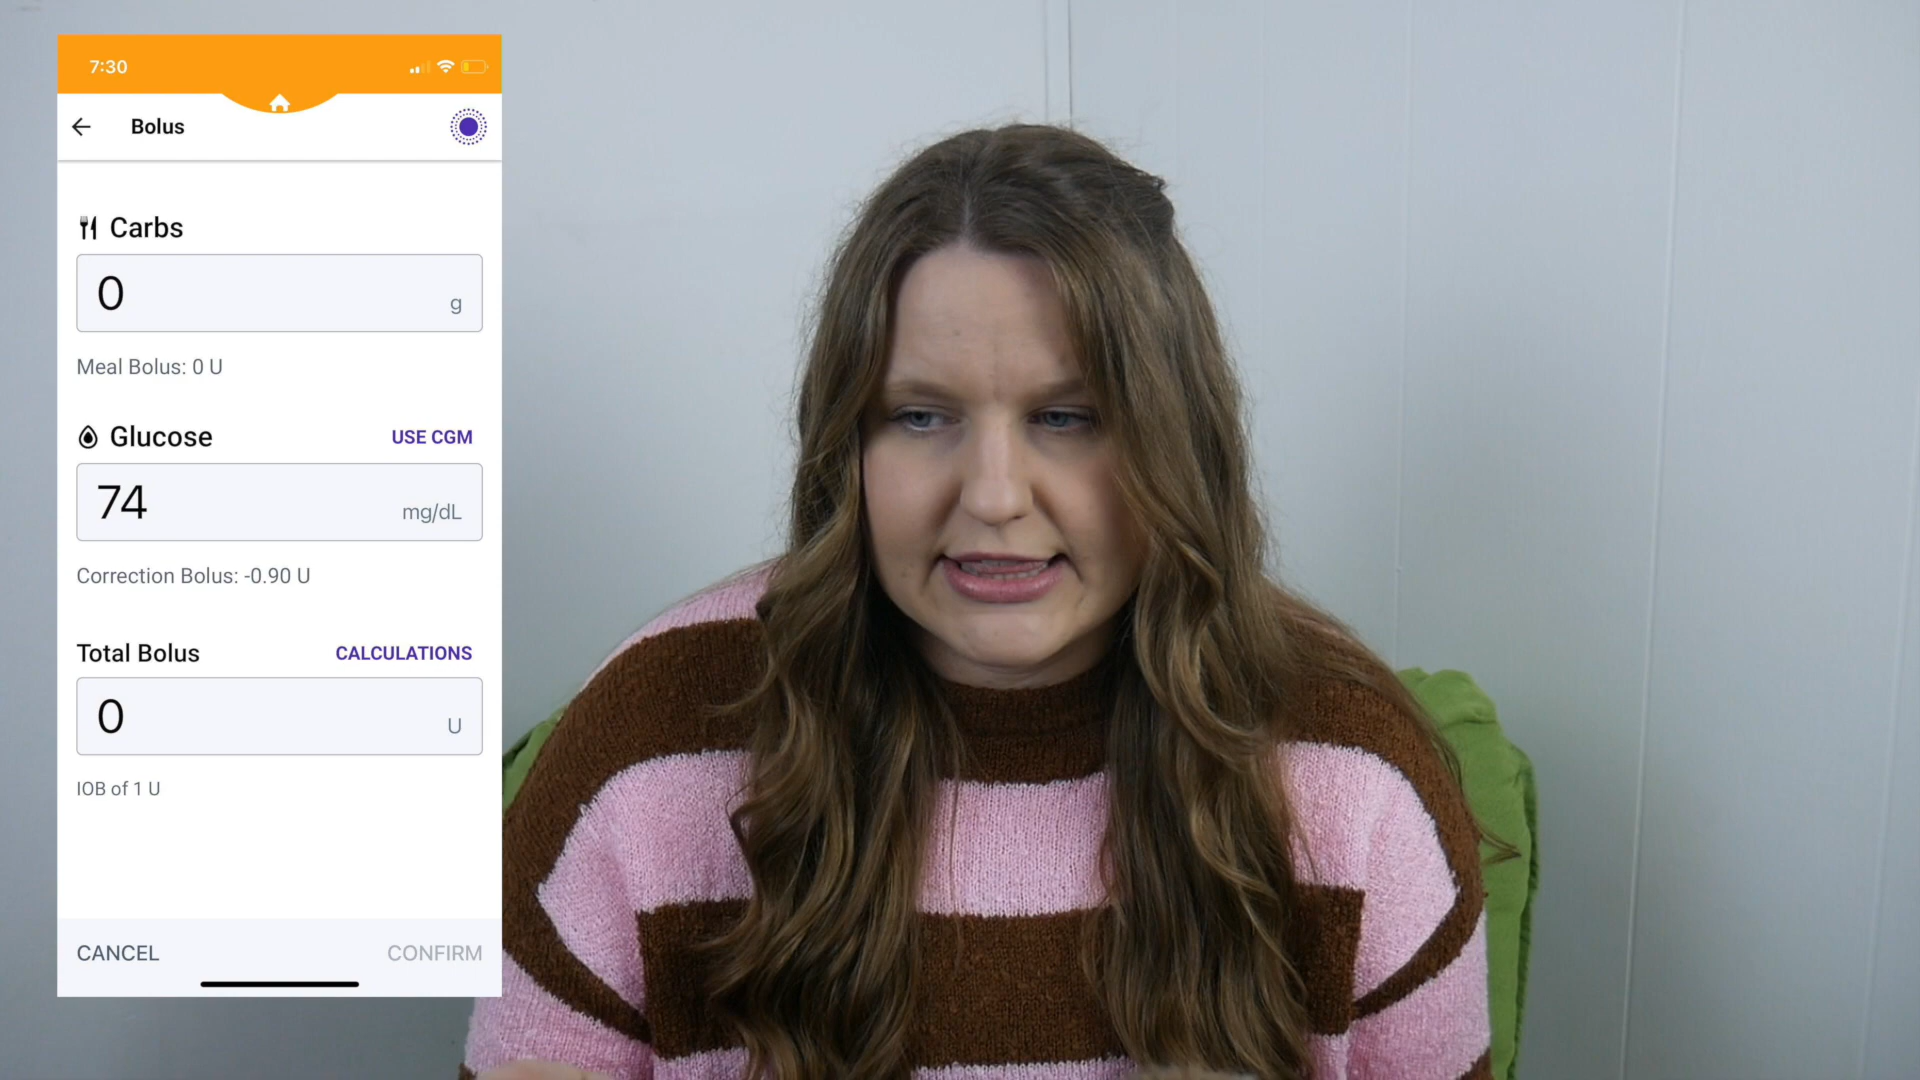 7:30
Bolus
Carbs
0 g
Meal Bolus: 0 U
Glucose USE CGM
74 mg/dL
Correction Bolus: -0.90 U
Total Bolus CALCULATIONS
0 U
IOB of 1 U
CANCEL CONFIRM